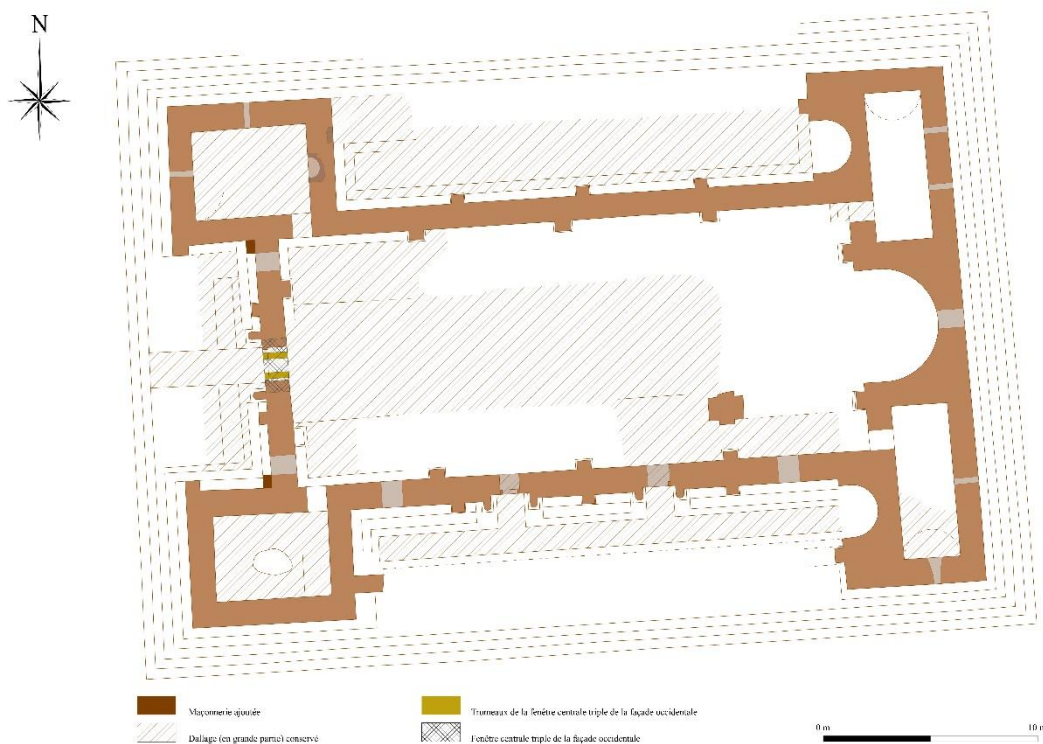 N
Maçonnerie ajoutée
Trumeaux de la fenêtre centrale triple de la façade occidentale
Dallage (en grande partie) conservé
Fenêtre centrale triple de la façade occidentale
0 m
10 m